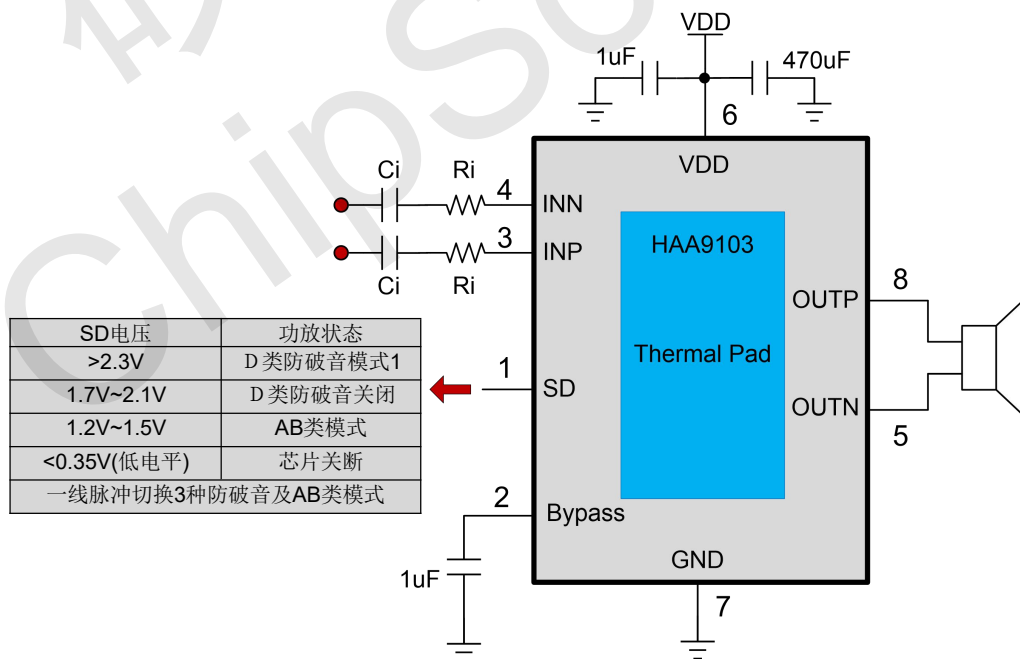 VDD
1uF
470uF
6
VDD
Ci
Ri
4
INN
3
INP
Ci
Ri
HAA9103
Thermal Pad
OUTP
8
OUTN
5
SD电压 功放状态
>2.3V D类防破音模式1
1.7V~2.1V D类防破音关闭
1.2V~1.5V AB类模式
<0.35V(低电平) 芯片关断
一线脉冲切换3种防破音及AB类模式
1
SD
2
Bypass
1uF
GND
7